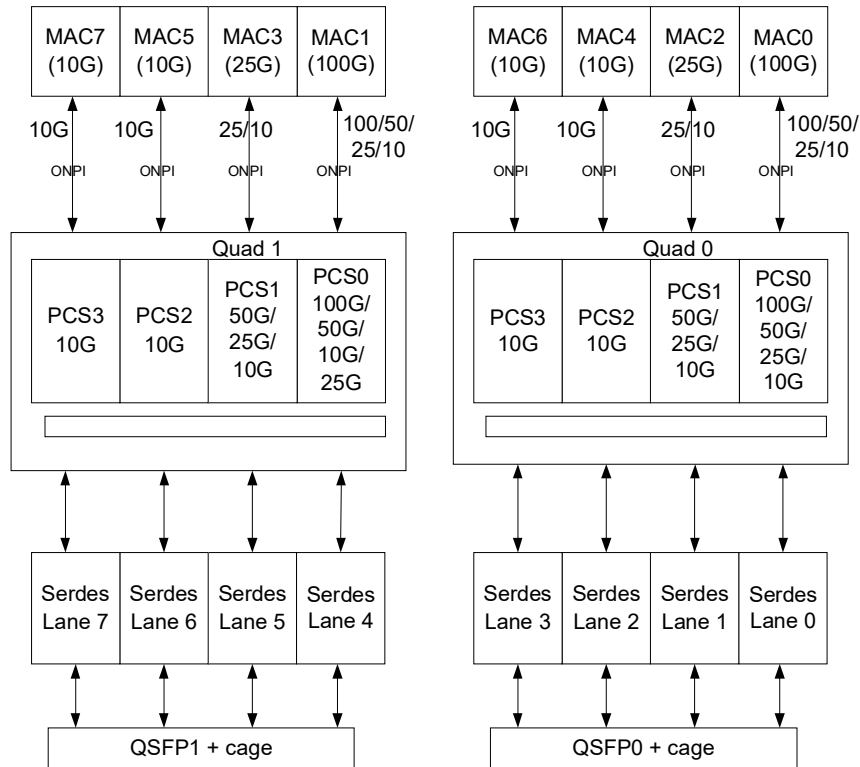 MAC7 MAC5 MAC3 MAC1
(10G) (10G) (25G) (100G)
MAC6 MAC4 MAC2 MAC0
(10G) (10G) (25G) (100G)
10G 10G 25/10 100/50/
25/10
ONPI ONPI ONPI ONPI
10G 10G 25/10 100/50/
25/10
ONPI ONPI ONPI ONPI
Quad 1
PCS3
10G
PCS2
10G
PCS1
50G/
25G/
10G
PCS0
100G/
50G/
10G/
25G
Quad 0
PCS3
10G
PCS2
10G
PCS1
50G/
25G/
10G
PCS0
100G/
50G/
25G/
10G
Serdes Serdes Serdes Serdes
Lane 7 Lane 6 Lane 5 Lane 4
Serdes Serdes Serdes Serdes
Lane 3 Lane 2 Lane 1 Lane 0
QSFP1 + cage
QSFP0 + cage